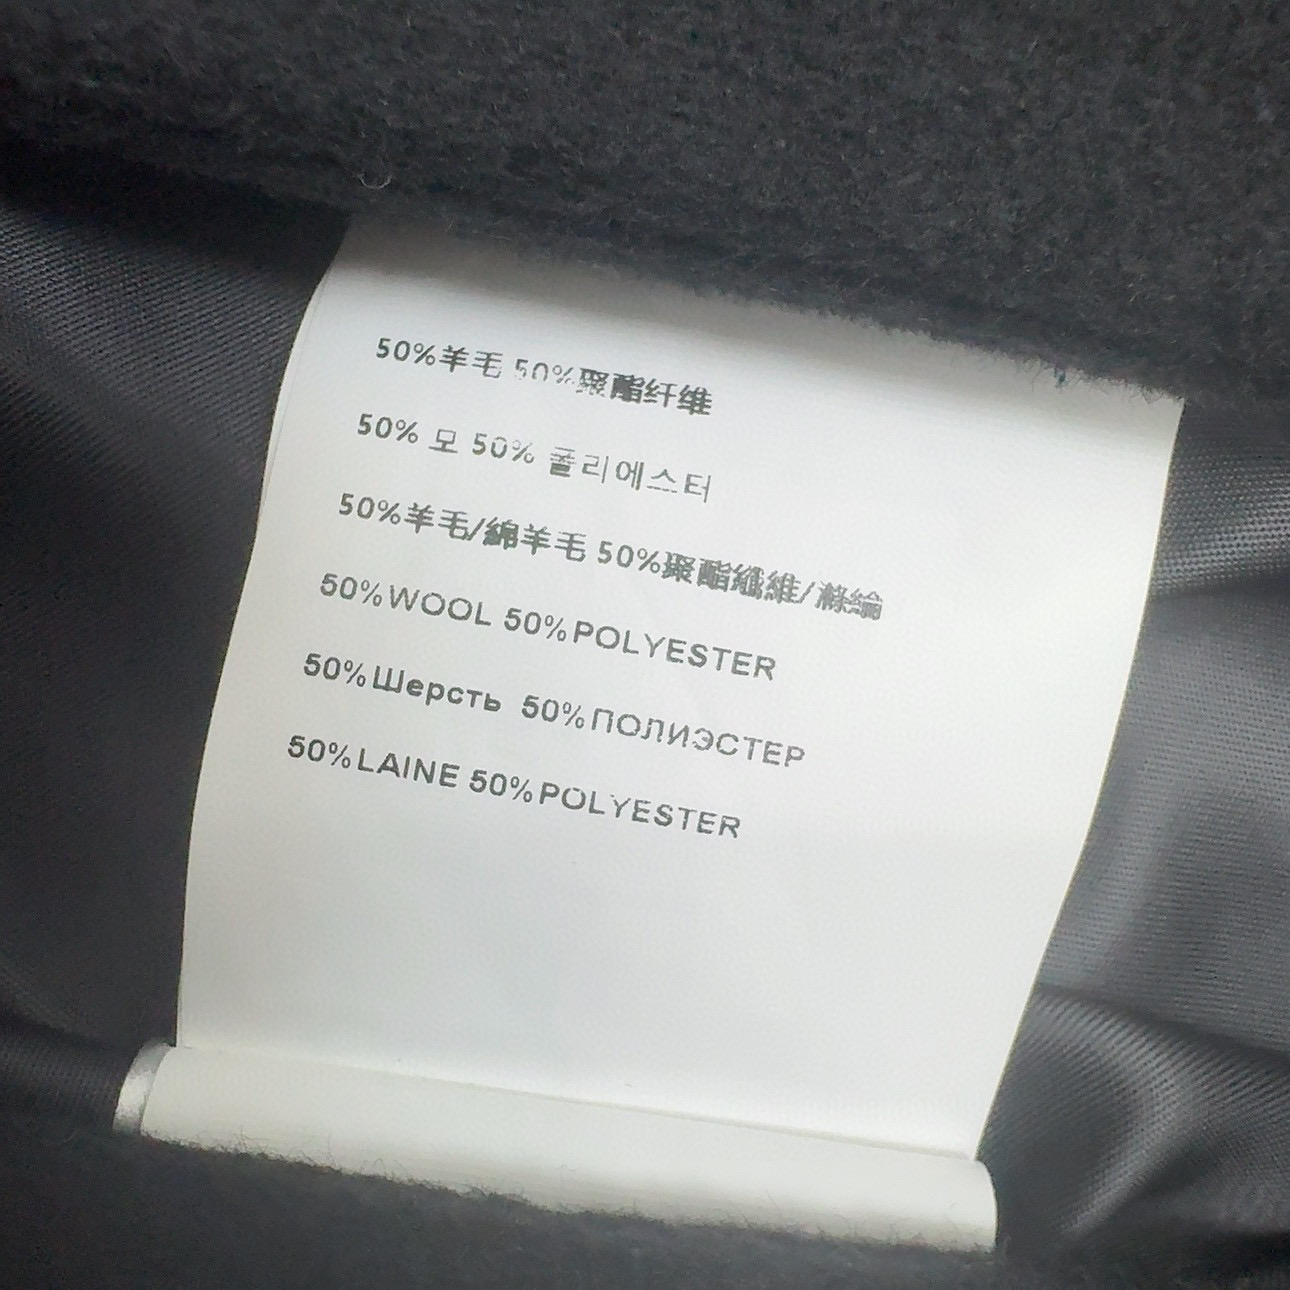 50%羊毛 50%聚酯纤维
50% 모 50% 폴리에스터
50%羊毛/綿羊毛 50%聚酯纖維/滌綸
50%WOOL 50%POLYESTER
50%Шерсть 50%ПОЛИЭСТЕР
50%LAINE 50%POLYESTER